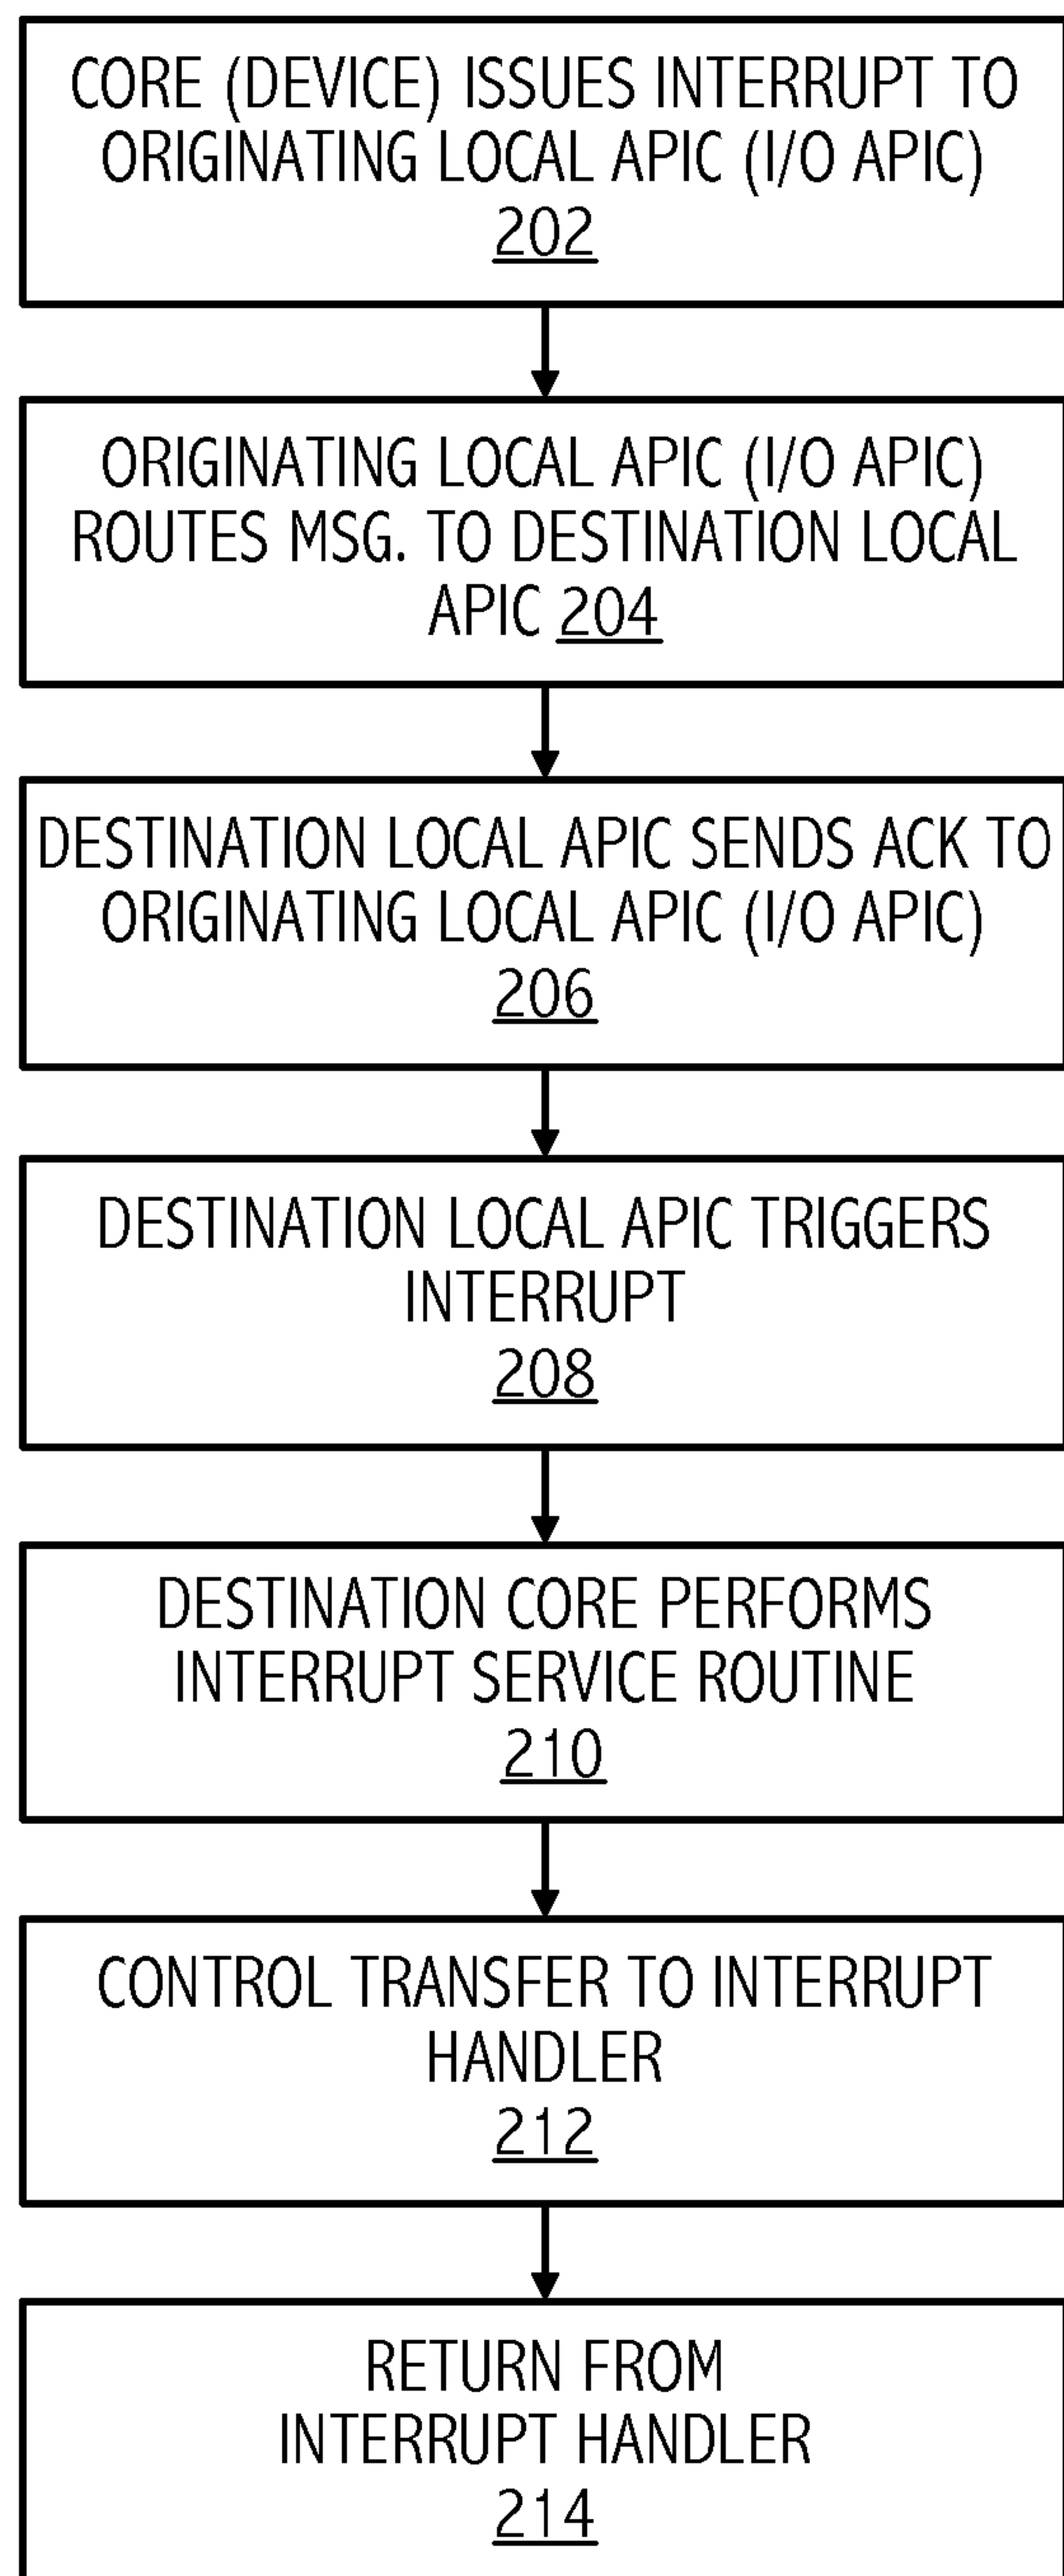 CORE (DEVICE) ISSUES INTERRUPT TO
ORIGINATING LOCAL APIC (I/O APIC)
202
ORIGINATING LOCAL APIC (I/O APIC)
ROUTES MSG. TO DESTINATION LOCAL
APIC 204
DESTINATION LOCAL APIC SENDS ACK TO
ORIGINATING LOCAL APIC (I/O APIC)
206
DESTINATION LOCAL APIC TRIGGERS
INTERRUPT
208
DESTINATION CORE PERFORMS
INTERRUPT SERVICE ROUTINE
210
CONTROL TRANSFER TO INTERRUPT
HANDLER
212
RETURN FROM
INTERRUPT HANDLER
214